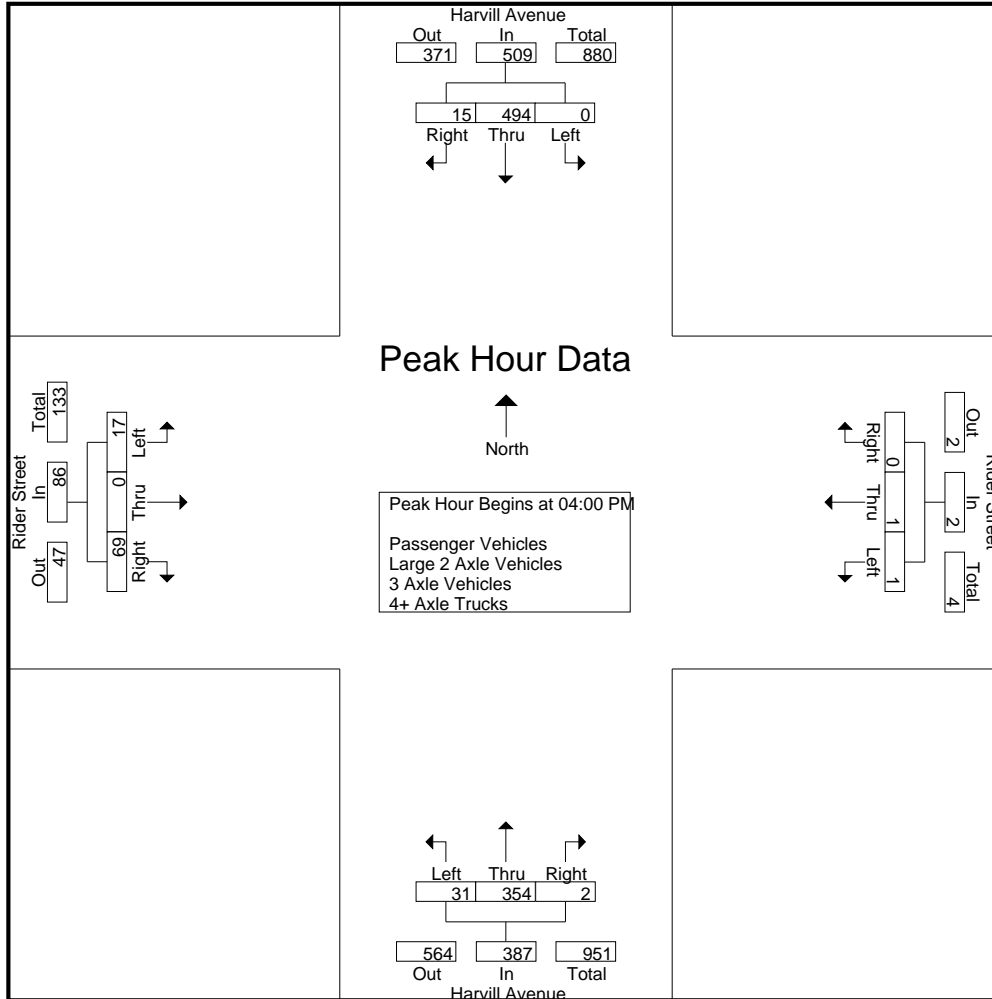 Harvill Avenue
Out In Total
371 509 880
15 494 0
Right Thru Left
Peak Hour Data
North
Peak Hour Begins at 04:00 PM
Passenger Vehicles
Large 2 Axle Vehicles
3 Axle Vehicles
4+ Axle Trucks
Rider Street
Out In Total
47 86 133
Left Thru Right
17 0 69
Rider Street
Out In Total
2 2 4
Right Thru Left
0 1 1
Left Thru Right
31 354 2
564 387 951
Out In Total
Harvill Avenue